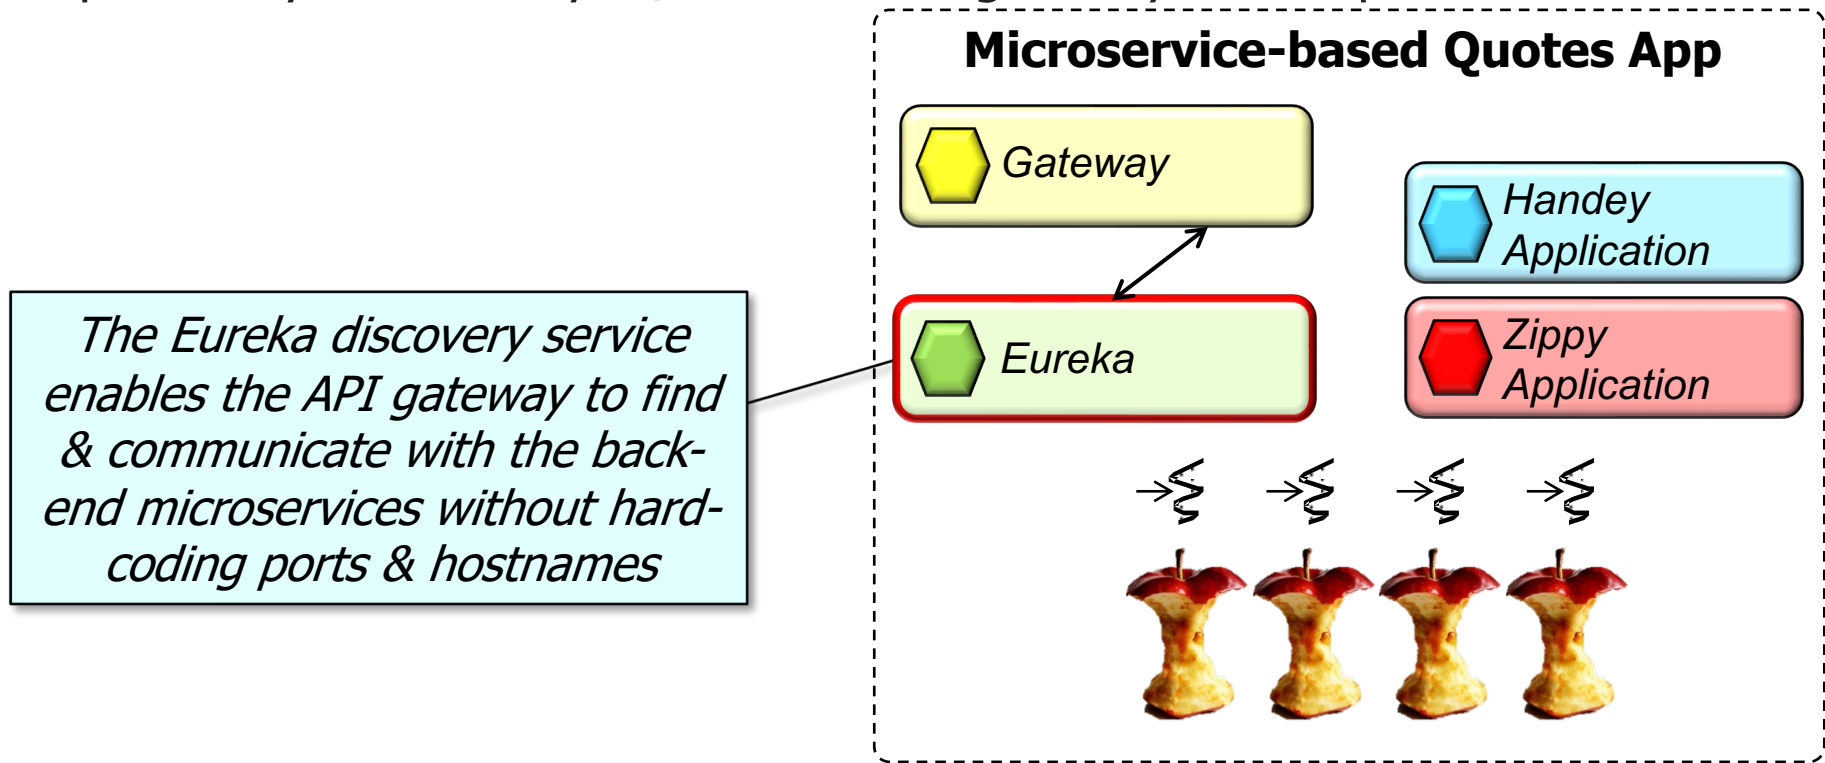 Microservice-based Quotes App
Gateway
Handey
Application
Eureka
Zippy
Application
The Eureka discovery service
enables the API gateway to find
& communicate with the back-
end microservices without hard-
coding ports & hostnames